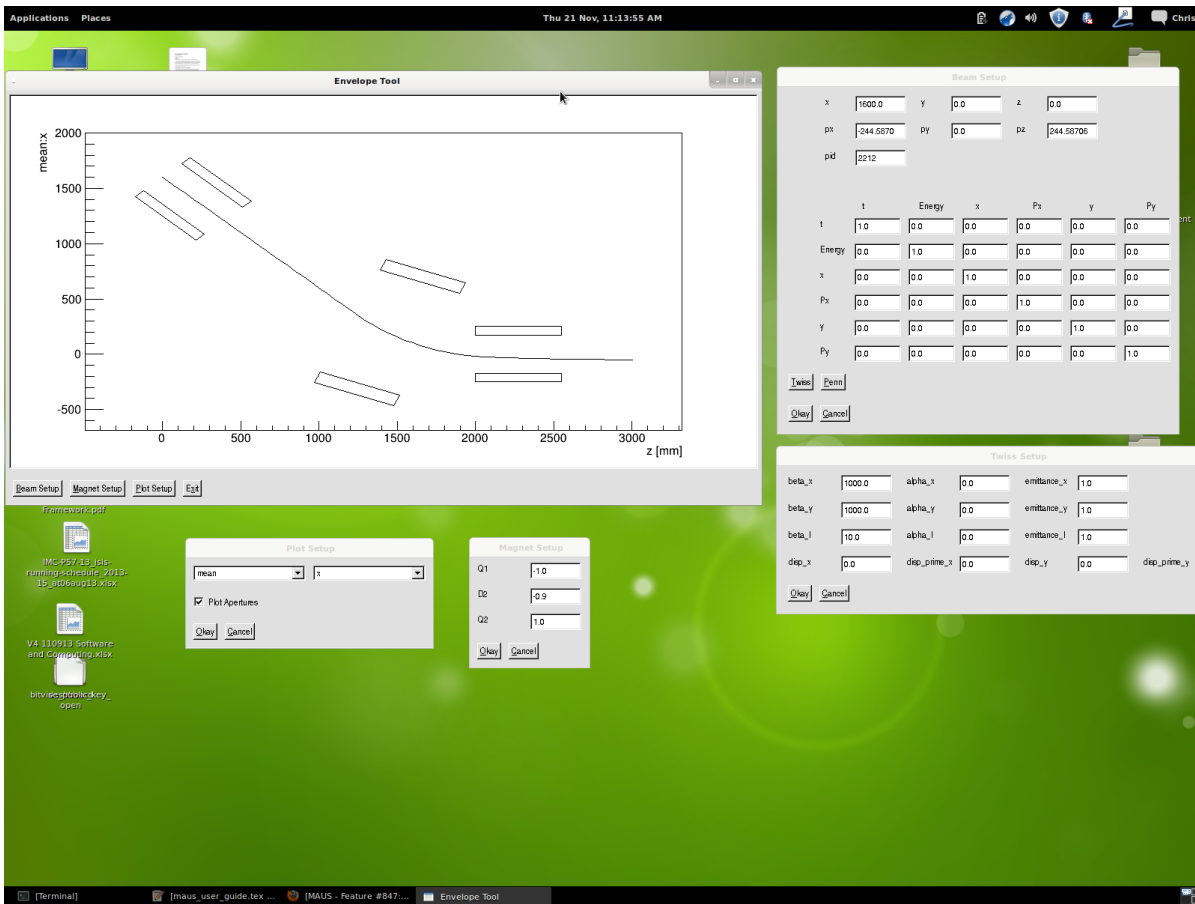 Applications Places Thu 21 Nov, 11:13:55 AM Chris
Envelope Tool
mean:x
2000
1500
1000
500
0
-500
0 500 1000 1500 2000 2500 3000
z [mm]
Beam Setup Magnet Setup Plot Setup Exit
Beam Setup
x 1600.0 y 0.0 z 0.0
px -244.5870 py 0.0 pz 244.58706
pid 2212
t Energy x Px y Py
t 1.0 0.0 0.0 0.0 0.0 0.0
Energy 0.0 1.0 0.0 0.0 0.0 0.0
x 0.0 0.0 1.0 0.0 0.0 0.0
Px 0.0 0.0 0.0 1.0 0.0 0.0
y 0.0 0.0 0.0 0.0 1.0 0.0
Py 0.0 0.0 0.0 0.0 0.0 1.0
Twiss Penn
Okay Cancel
ent
Twiss Setup
beta_x 1000.0 alpha_x 0.0 emittance_x 1.0
beta_y 1000.0 alpha_y 0.0 emittance_y 1.0
beta_l 10.0 alpha_l 0.0 emittance_l 1.0
disp_x 0.0 disp_prime_x 0.0 disp_y 0.0 disp_prime_y
Okay Cancel
Framework.pdf
IMC-P57-13_Isis-
running-schedule_2013-
15_at06aug13.xlsx
V4 110913 Software
and Computing.xlsx
open
Plot Setup
mean x
Plot Apertures
Okay Cancel
Magnet Setup
Q1 -1.0
D2 -0.9
Q2 1.0
Okay Cancel
[Terminal] [maus_user_guide.tex ... [MAUS - Feature #847:... Envelope Tool